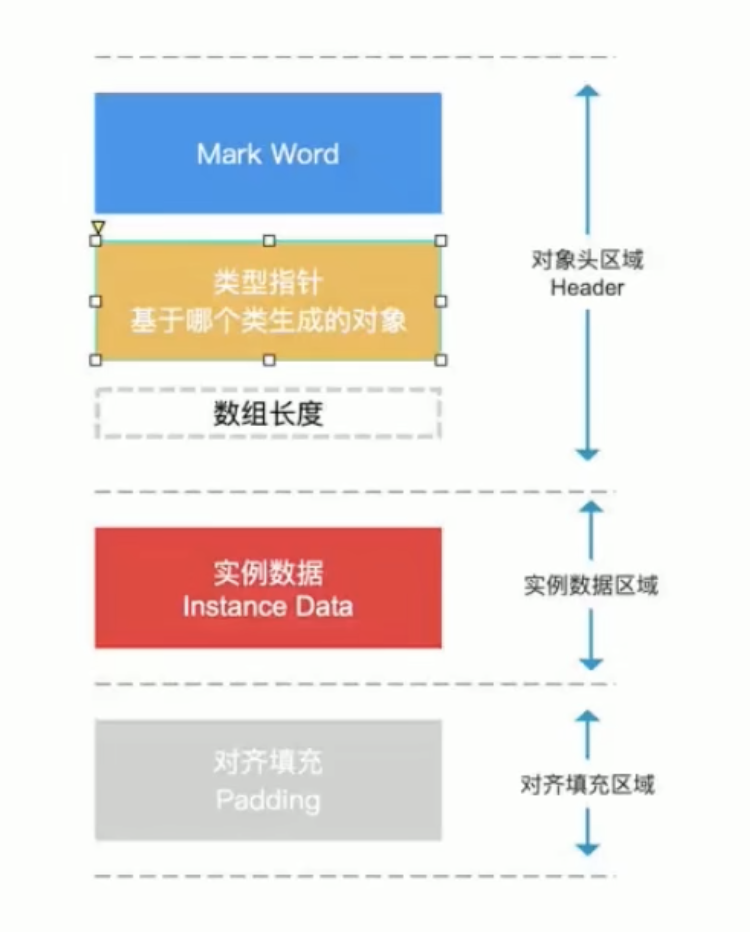 Mark Word
类型指针
基于哪个类生成的对象
数组长度
对象头区域
Header
实例数据
Instance Data
实例数据区域
对齐填充
Padding
对齐填充区域